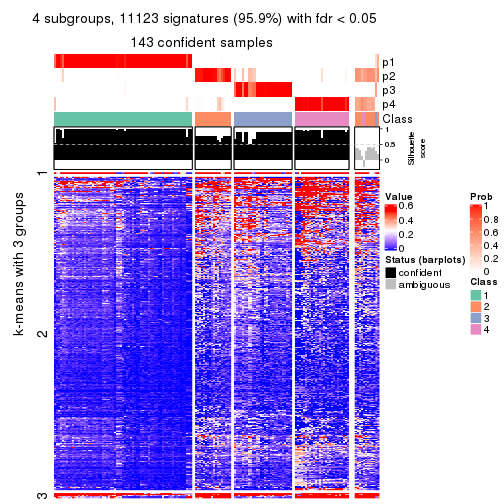 4 subgroups, 11123 signatures (95.9%) with fdr < 0.05
143 confident samples
p1
p2
p3
p4
Class
1
0.5
0
Silhouette
score
k-means with 3 groups
1
2
3
Value
0.6
0.4
0.2
0
Status (barplots)
confident
ambiguous
Prob
1
0.8
0.6
0.4
0.2
0
Class
1
2
3
4